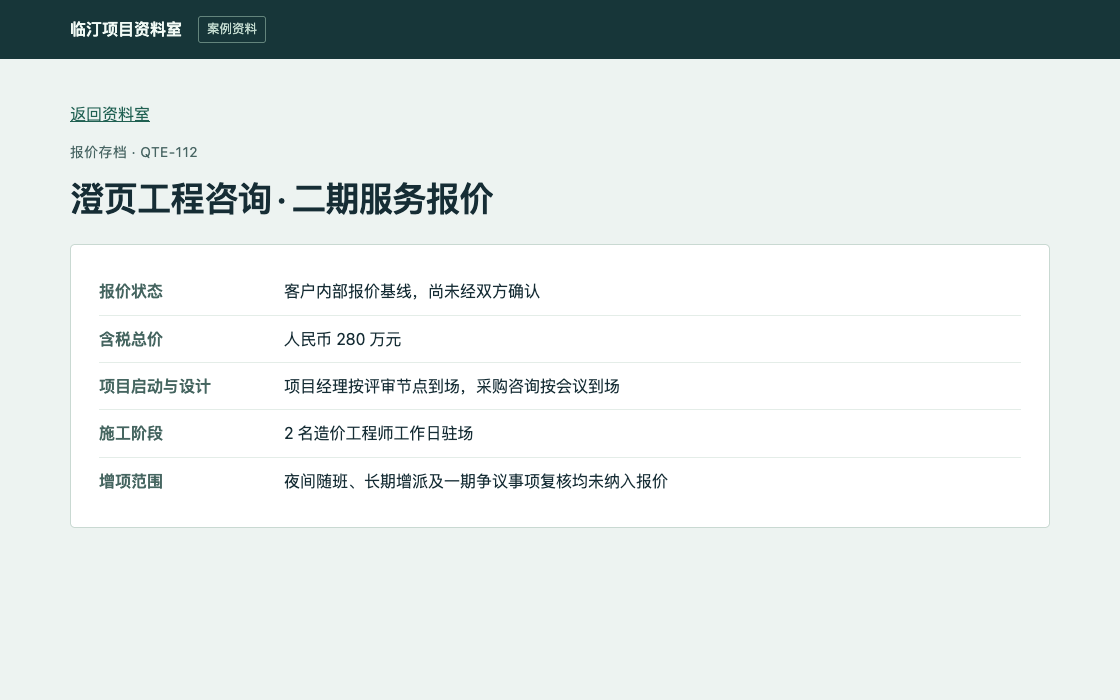 临汀项目资料室 案例资料
返回资料室
报价存档 · QTE-112
澄页工程咨询·二期服务报价
报价状态 客户内部报价基线，尚未经双方确认
含税总价 人民币 280 万元
项目启动与设计 项目经理按评审节点到场，采购咨询按会议到场
施工阶段 2 名造价工程师工作日驻场
增项范围 夜间随班、长期增派及一期争议事项复核均未纳入报价